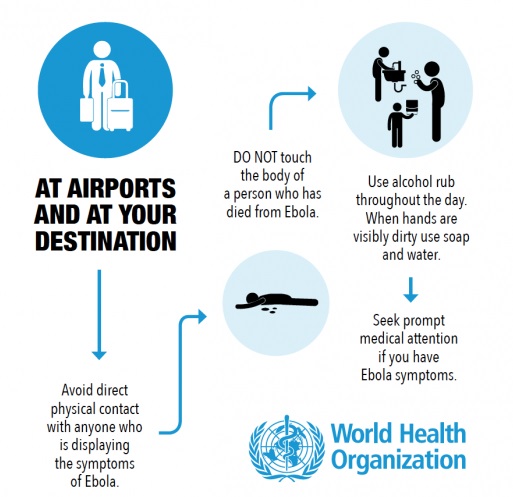 AT AIRPORTS
AND AT YOUR
DESTINATION
Avoid direct
physical contact
with anyone who
is displaying
the symptoms
of Ebola.
DO NOT touch
the body of
a person who has
died from Ebola.
Use alcohol rub
throughout the day.
When hands are
visibly dirty use soap
and water.
Seek prompt
medical attention
if you have
Ebola symptoms.
World Health
Organization